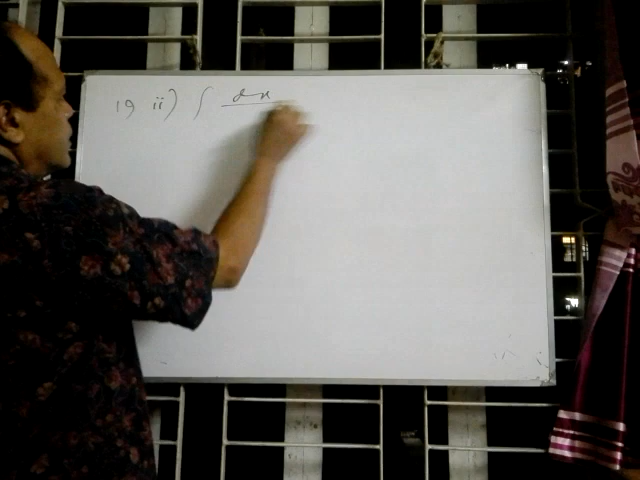 19 ii) ∫ dx